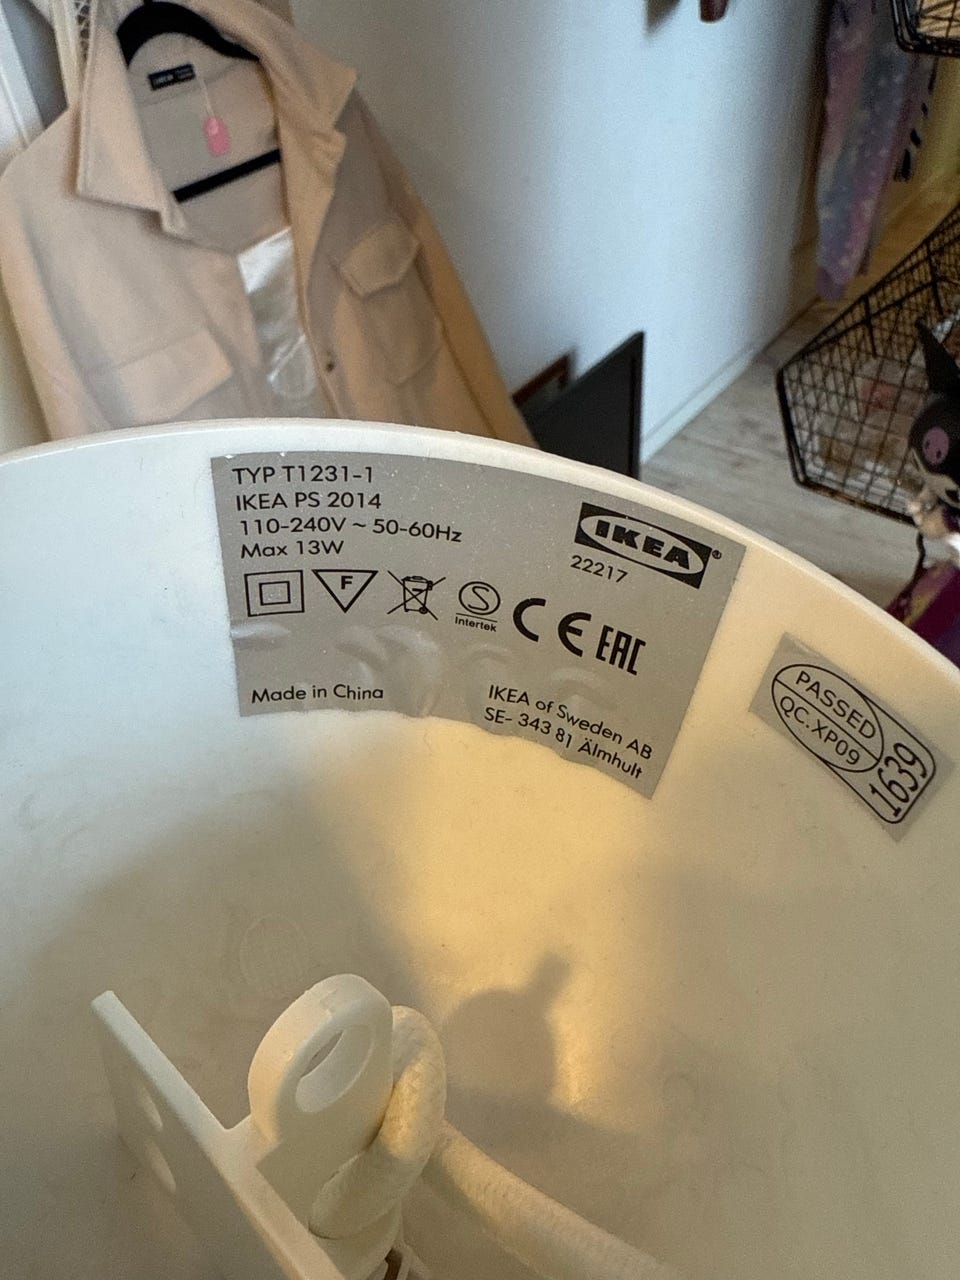 TYP T1231-1
IKEA PS 2014
110-240V ~ 50-60Hz
Max 13W
IKEA®
22217
F
S
Intertek
CE
EAC
Made in China
IKEA of Sweden AB
SE- 343 81 Älmhult
PASSED
QC.XP09
1639